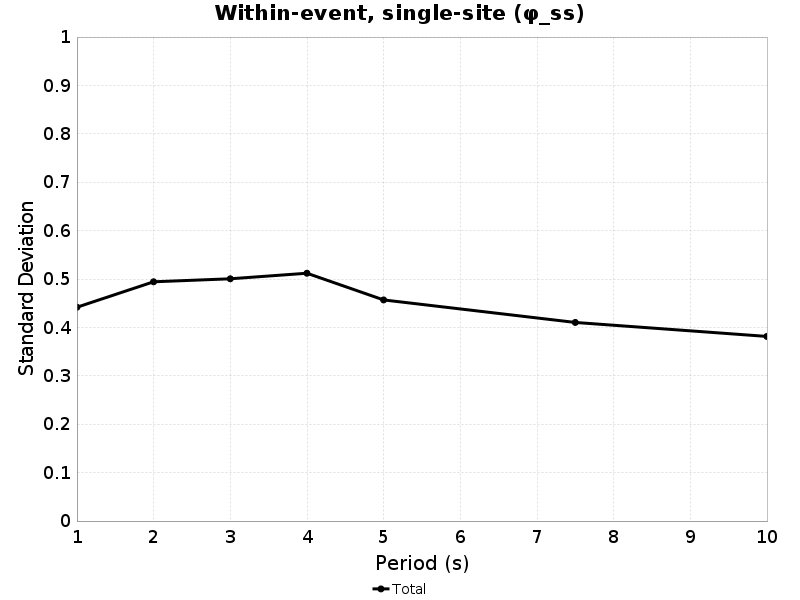 Within-event, single-site (φ_ss)
1
0.9
0.8
0.7
0.6
0.5
0.4
0.3
0.2
0.1
0
Standard Deviation
1 2 3 4 5 6 7 8 9 10
Period (s)
Total